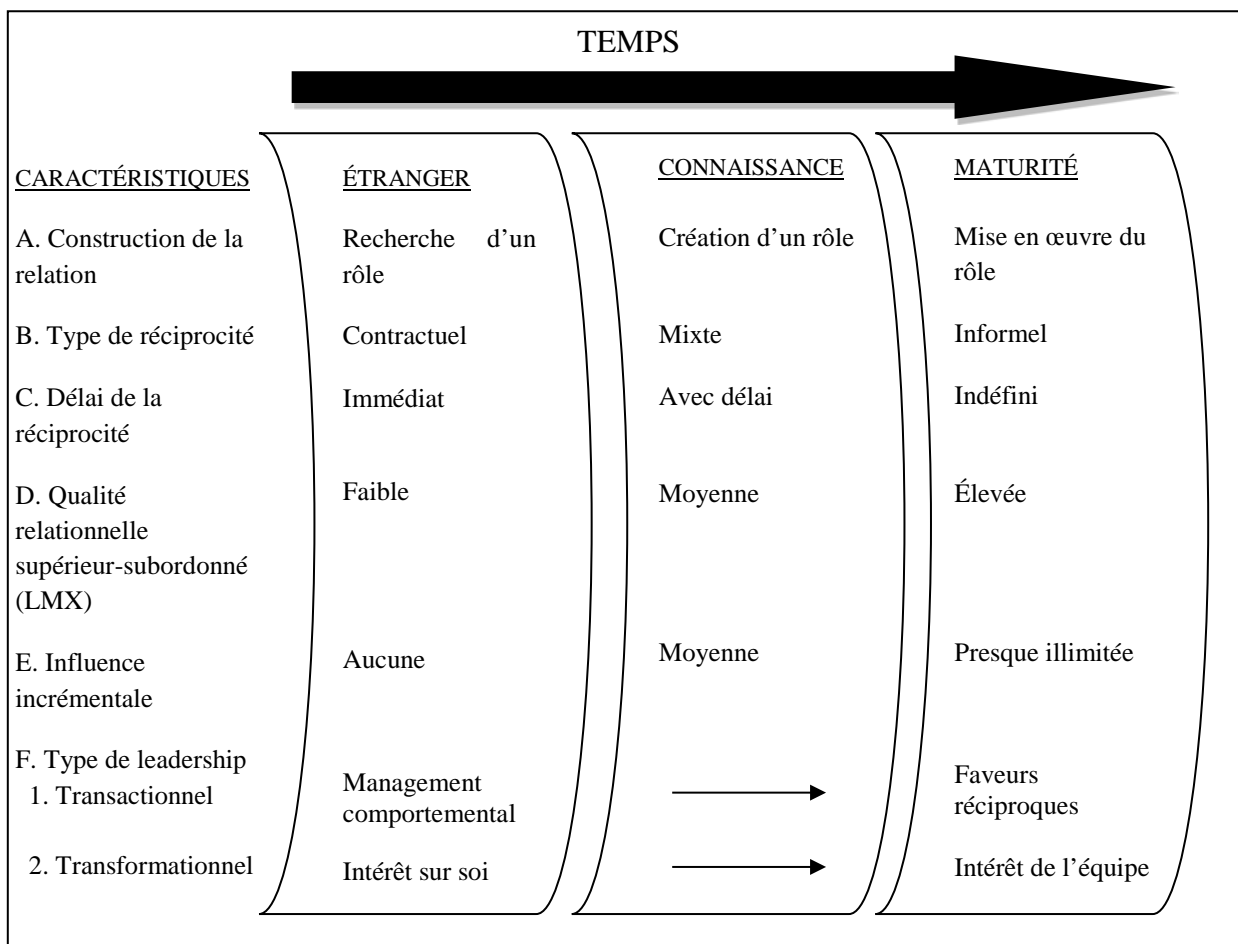 TEMPS
CARACTÉRISTIQUES
ÉTRANGER
CONNAISSANCE
MATURITÉ
A. Construction de la
relation
Recherche d’un
rôle
Création d’un rôle
Mise en œuvre du
rôle
B. Type de réciprocité
Contractuel
Mixte
Informel
C. Délai de la
réciprocité
Immédiat
Avec délai
Indéfini
D. Qualité
relationnelle
supérieur-subordonné
(LMX)
Faible
Moyenne
Élevée
E. Influence
incrémentale
Aucune
Moyenne
Presque illimitée
F. Type de leadership
1. Transactionnel
Management
comportemental
Faveurs
réciproques
2. Transformationnel
Intérêt sur soi
Intérêt de l’équipe